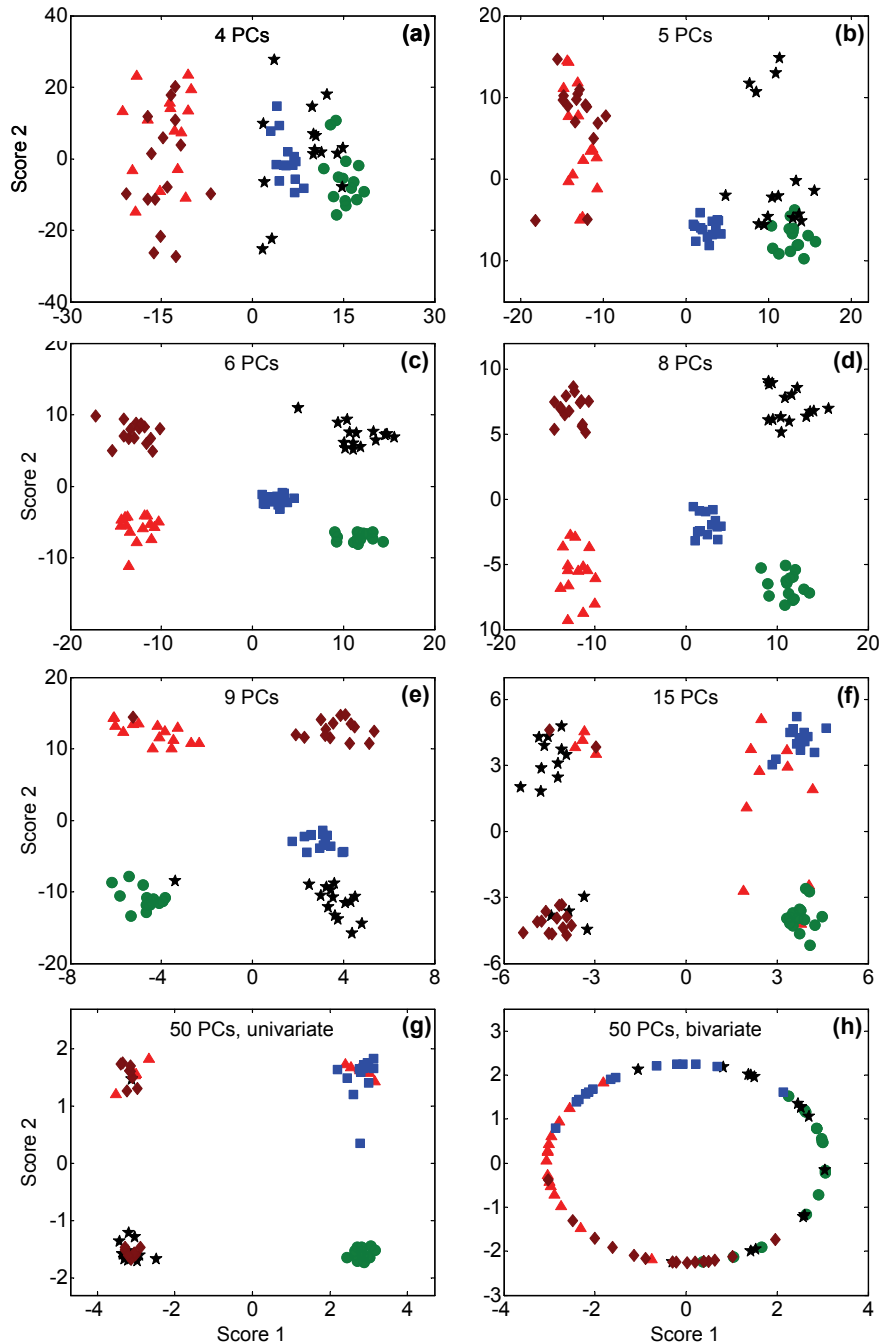 4 PCs
(a)
Score 2
40
20
0
-20
-40
-30 -15 0 15 30
5 PCs
(b)
Score 2
20
10
0
10
-20 -10 0 10 20
6 PCs
(c)
Score 2
20
10
0
-10
-20 -10 0 10 20
8 PCs
(d)
10
5
0
-5
10
-20 -10 0 10 20
9 PCs
(e)
Score 2
20
10
0
-10
-20
-8 -4 0 4 8
15 PCs
(f)
6
3
0
-3
-6
-6 -3 0 3 6
50 PCs, univariate
(g)
Score 2
2
1
0
-1
-2
-4 -2 0 2 4
Score 1
50 PCs, bivariate
(h)
3
2
1
0
-1
-2
-3
-4 -2 0 2 4
Score 1